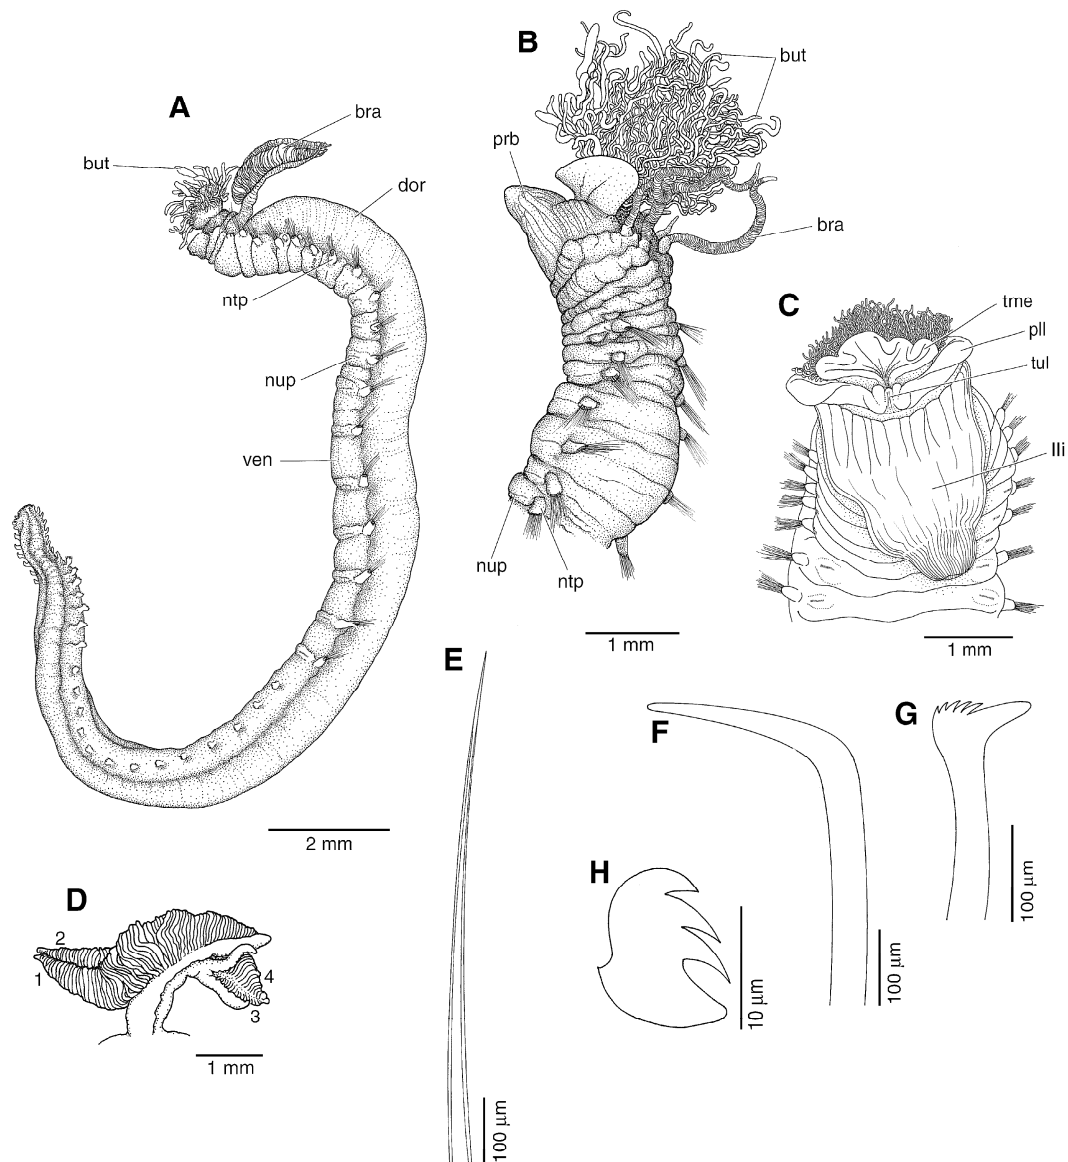 A
bra
but
dor
ntp
nup
ven
2 mm
B
but
prb
bra
nup
ntp
1 mm
C
tme
pll
tul
lli
1 mm
D
2
1
4
3
1 mm
E
100 µm
F
100 µm
G
100 µm
H
10 µm